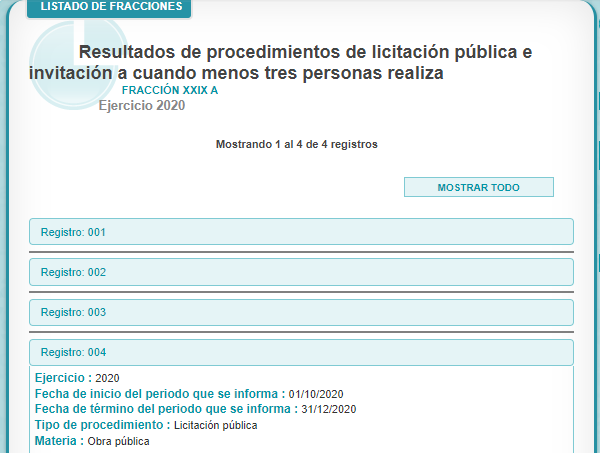 LISTADO DE FRACCIONES
Resultados de procedimientos de licitación pública e
invitación a cuando menos tres personas realiza
FRACCIÓN XXIX A
Ejercicio 2020
Mostrando 1 al 4 de 4 registros
MOSTRAR TODO
Registro: 001
Registro: 002
Registro: 003
Registro: 004
Ejercicio : 2020
Fecha de inicio del periodo que se informa : 01/10/2020
Fecha de término del periodo que se informa : 31/12/2020
Tipo de procedimiento : Licitación pública
Materia : Obra pública